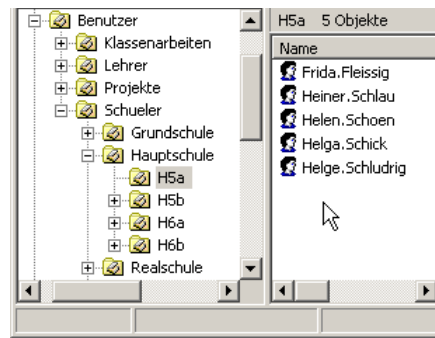 Benutzer
Klassenarbeiten
Lehrer
Projekte
Schueler
Grundschule
Hauptschule
H5a
H5b
H6a
H6b
Realschule
H5a 5 Objekte
Name
Frida.Fleissig
Heiner.Schlau
Helen.Schoen
Helga.Schick
Helge.Schludrig